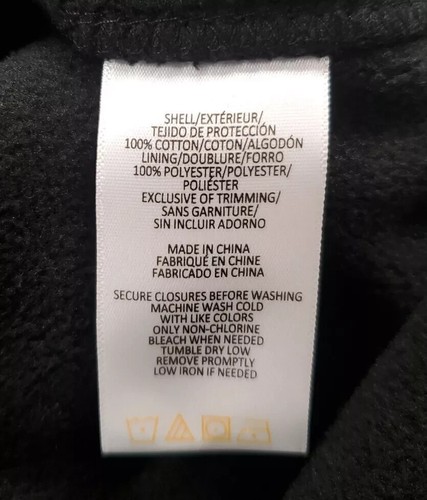 SHELL/EXTÉRIEUR/
TEJIDO DE PROTECCIÓN
100% COTTON/COTON/ALGODÓN
LINING/DOUBLURE/FORRO
100% POLYESTER/POLYESTER/
POLIÉSTER
EXCLUSIVE OF TRIMMING/
SANS GARNITURE/
SIN INCLUIR ADORNO
MADE IN CHINA
FABRIQUÉ EN CHINE
FABRICADO EN CHINA
SECURE CLOSURES BEFORE WASHING
MACHINE WASH COLD
WITH LIKE COLORS
ONLY NON-CHLORINE
BLEACH WHEN NEEDED
TUMBLE DRY LOW
REMOVE PROMPTLY
LOW IRON IF NEEDED